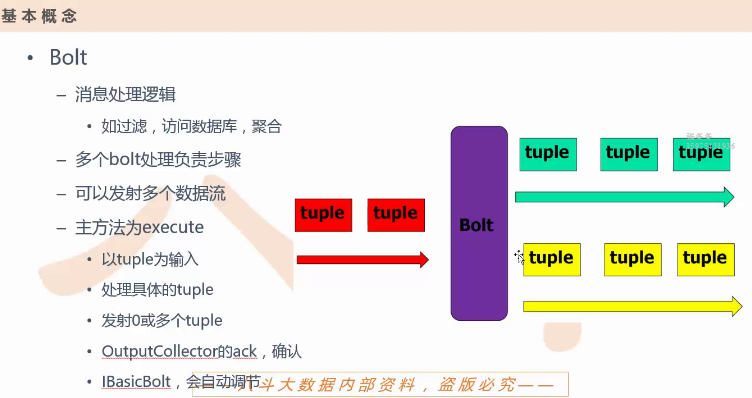 基本概念
• Bolt
– 消息处理逻辑
• 如过滤，访问数据库，聚合
– 多个bolt处理负责步骤
– 可以发射多个数据流
– 主方法为execute
• 以tuple为输入
• 处理具体的tuple
• 发射0或多个tuple
• OutputCollector的ack，确认
• IBasicBolt，会自动调节
tuple tuple
Bolt
tuple tuple tuple
tuple tuple tuple
八斗大数据内部资料，盗版必究——